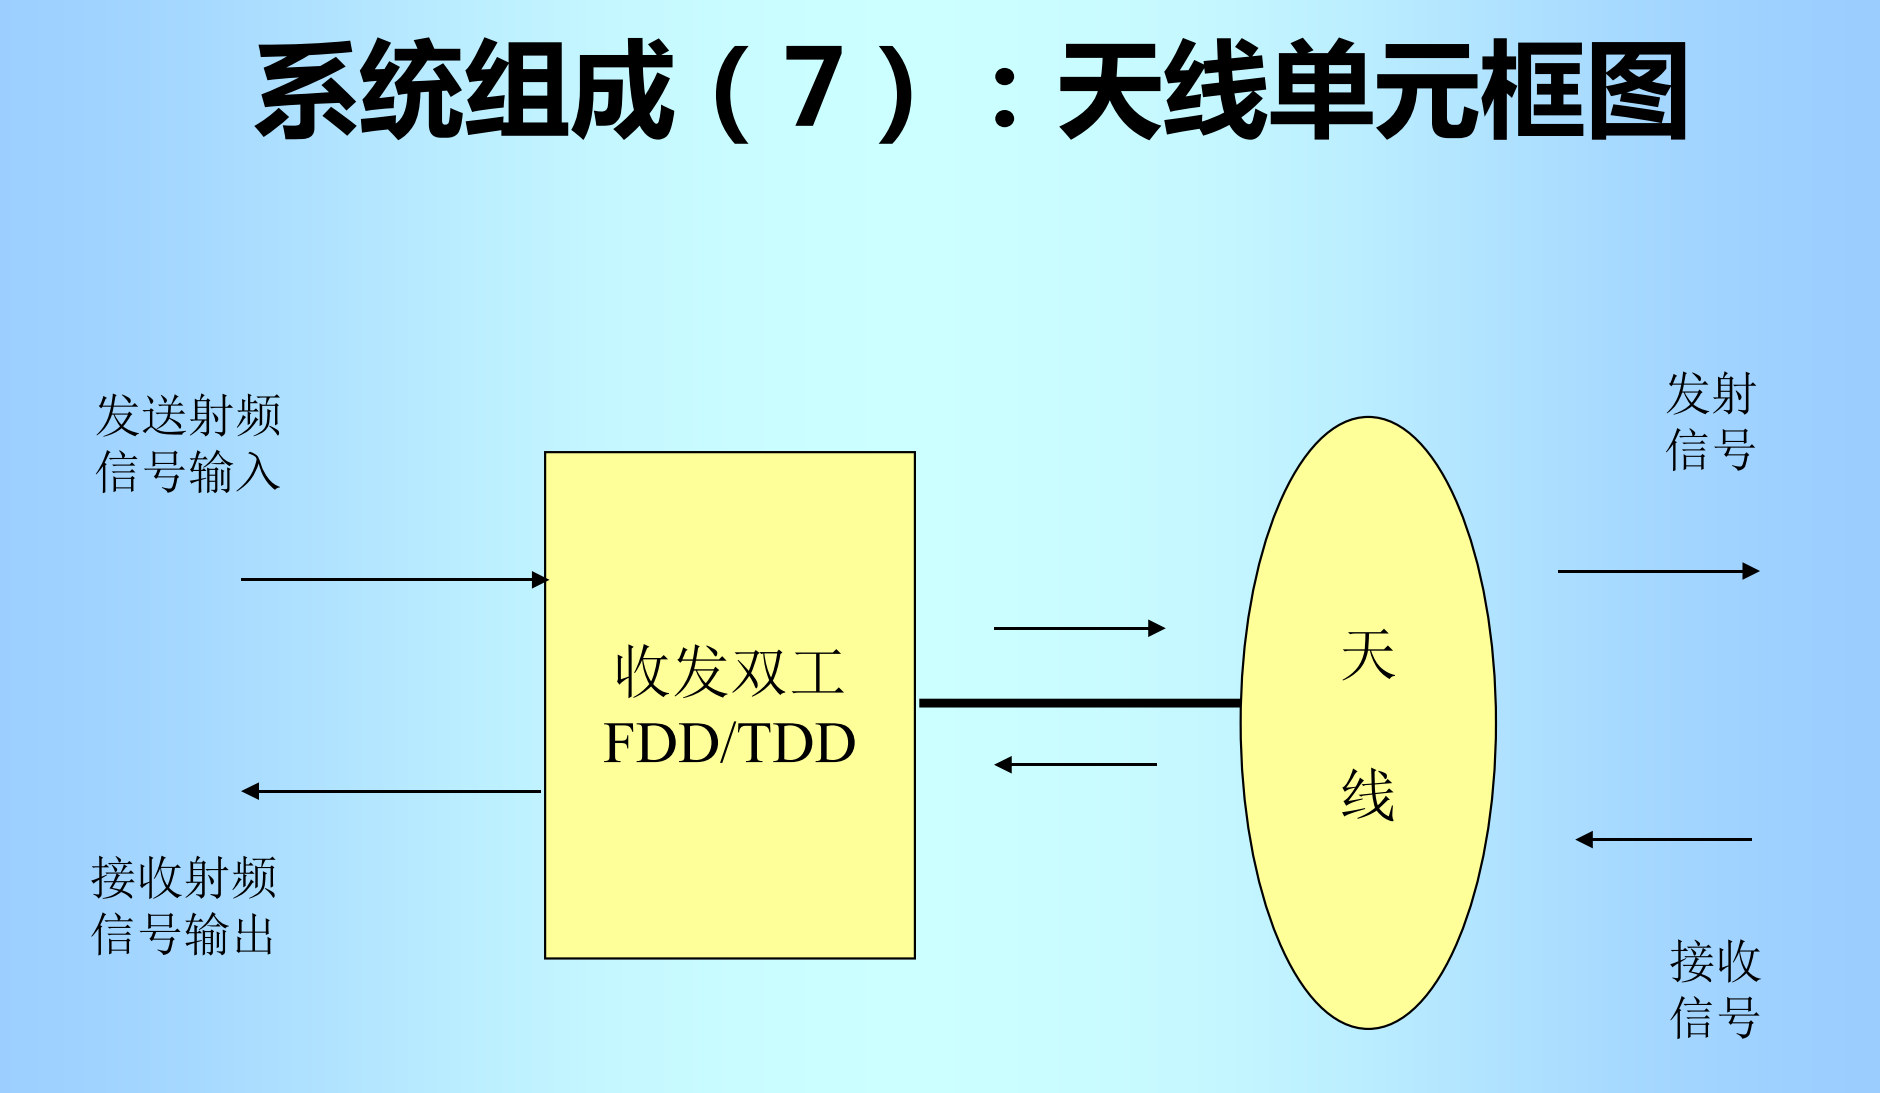 系统组成（7）：天线单元框图
发送射频
信号输入
发射
信号
收发双工
FDD/TDD
天
线
接收射频
信号输出
接收
信号